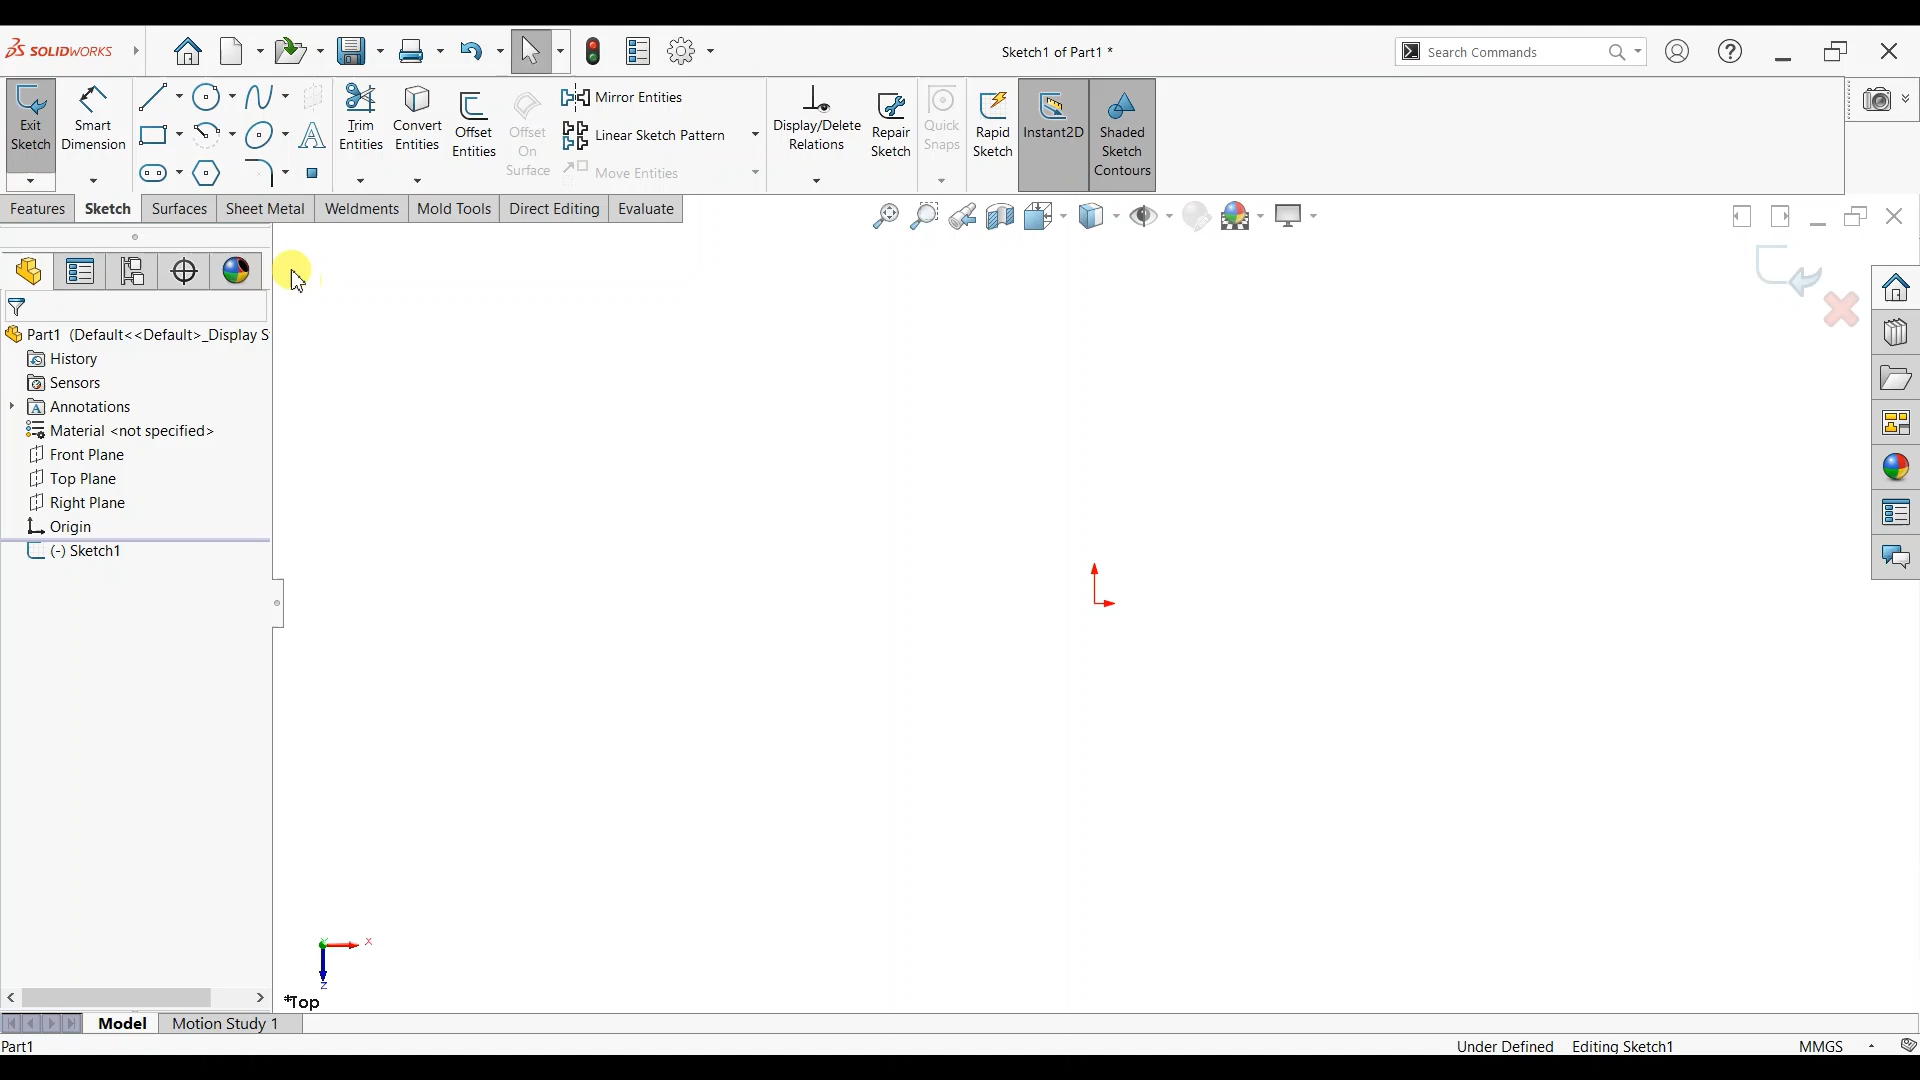 SOLIDWORKS
Sketch1 of Part1 *
Search Commands
Exit Sketch
Smart Dimension
Trim Entities
Convert Entities
Offset Entities
Offset On Surface
Mirror Entities
Linear Sketch Pattern
Move Entities
Display/Delete Relations
Repair Sketch
Quick Snaps
Rapid Sketch
Instant2D
Shaded Sketch Contours
Features
Sketch
Surfaces
Sheet Metal
Weldments
Mold Tools
Direct Editing
Evaluate
Part1 (Default<<Default>_Display S
History
Sensors
Annotations
Material <not specified>
Front Plane
Top Plane
Right Plane
Origin
(-) Sketch1
X
Z
*Top
Model
Motion Study 1
Part1
Under Defined
Editing Sketch1
MMGS